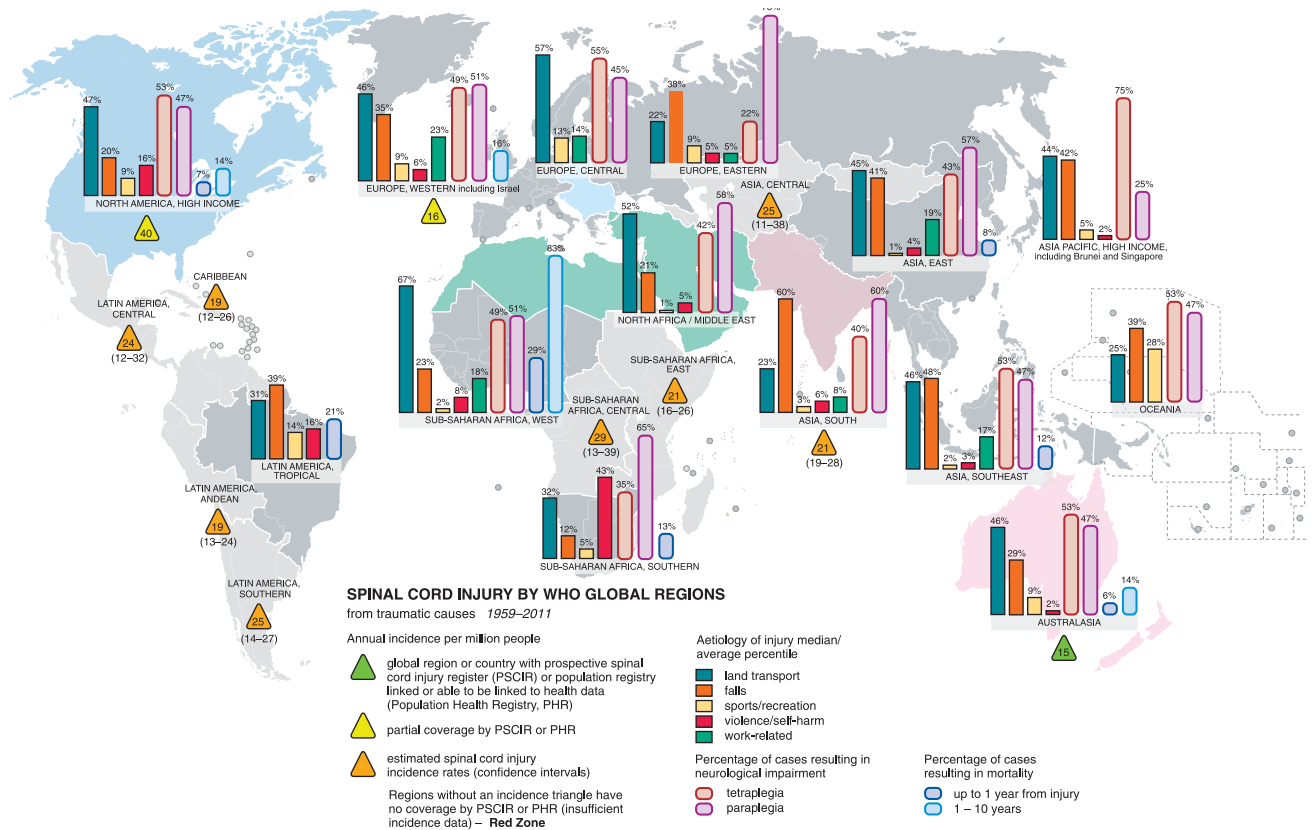 47%
20%
9%
16%
53%
47%
7%
14%
NORTH AMERICA, HIGH INCOME
40
46%
35%
9%
6%
23%
49%
51%
16%
EUROPE, WESTERN including Israel
16
57%
13%
14%
55%
45%
EUROPE, CENTRAL
22%
38%
9%
5%
5%
22%
EUROPE, EASTERN
ASIA, CENTRAL
25
(11–38)
45%
41%
1%
4%
19%
43%
57%
8%
ASIA, EAST
44%
42%
5%
2%
75%
25%
ASIA PACIFIC, HIGH INCOME,
including Brunei and Singapore
CARIBBEAN
19
(12–26)
LATIN AMERICA,
CENTRAL
24
(12–32)
67%
23%
2%
8%
18%
49%
51%
29%
83%
SUB-SAHARAN AFRICA, WEST
52%
21%
1%
5%
42%
58%
NORTH AFRICA / MIDDLE EAST
SUB-SAHARAN AFRICA,
EAST
21
(16–26)
SUB-SAHARAN
AFRICA, CENTRAL
29
(13–39)
23%
60%
3%
6%
8%
40%
60%
ASIA, SOUTH
21
(19–28)
46%
48%
2%
3%
17%
53%
47%
12%
ASIA, SOUTHEAST
25%
39%
28%
53%
47%
OCEANIA
31%
39%
14%
16%
21%
LATIN AMERICA,
TROPICAL
LATIN AMERICA,
ANDEAN
19
(13–24)
LATIN AMERICA,
SOUTHERN
25
(14–27)
32%
12%
5%
43%
35%
65%
13%
SUB-SAHARAN AFRICA, SOUTHERN
46%
29%
9%
2%
53%
47%
6%
14%
AUSTRALASIA
15
SPINAL CORD INJURY BY WHO GLOBAL REGIONS
from traumatic causes 1959–2011
Annual incidence per million people
global region or country with prospective spinal
cord injury register (PSCIR) or population registry
linked or able to be linked to health data
(Population Health Registry, PHR)
partial coverage by PSCIR or PHR
estimated spinal cord injury
incidence rates (confidence intervals)
Regions without an incidence triangle have
no coverage by PSCIR or PHR (insufficient
incidence data) – Red Zone
Aetiology of injury median/
average percentile
land transport
falls
sports/recreation
violence/self-harm
work-related
Percentage of cases resulting in
neurological impairment
tetraplegia
paraplegia
Percentage of cases
resulting in mortality
up to 1 year from injury
1 – 10 years